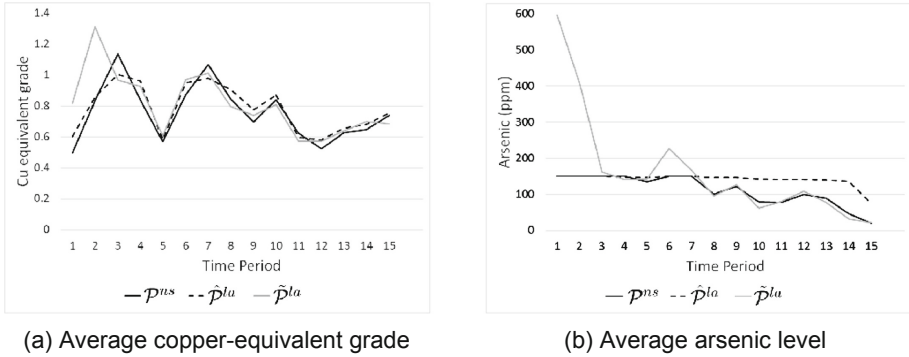 1.4
1.2
1
0.8
0.6
0.4
0.2
0
Cu equivalent grade
1 2 3 4 5 6 7 8 9 10 11 12 13 14 15
Time Period
𝒫ⁿˢ 𝒫̂ˡᵃ 𝒫̃ˡᵃ
(a) Average copper-equivalent grade
600
500
400
300
200
150
100
0
Arsenic (ppm)
1 2 3 4 5 6 7 8 9 10 11 12 13 14 15
Time Period
𝒫ⁿˢ 𝒫̂ˡᵃ 𝒫̃ˡᵃ
(b) Average arsenic level